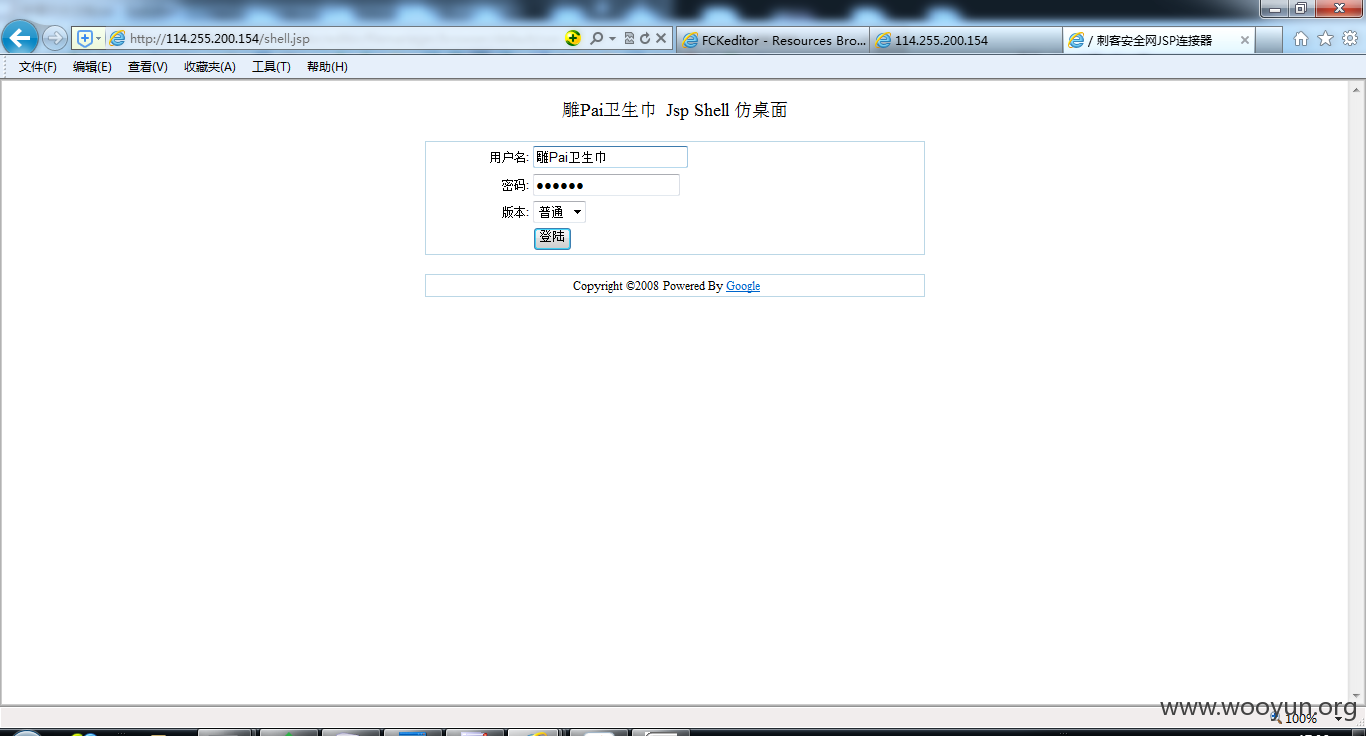 http://114.255.200.154/shell.jsp
FCKeditor - Resources Bro...
114.255.200.154
/ 刺客安全网JSP连接器
文件(F) 编辑(E) 查看(V) 收藏夹(A) 工具(T) 帮助(H)
雕Pai卫生巾 Jsp Shell 仿桌面
用户名: 雕Pai卫生巾
密码: ●●●●●●
版本: 普通
登陆
Copyright ©2008 Powered By Google
www.wooyun.org
100%